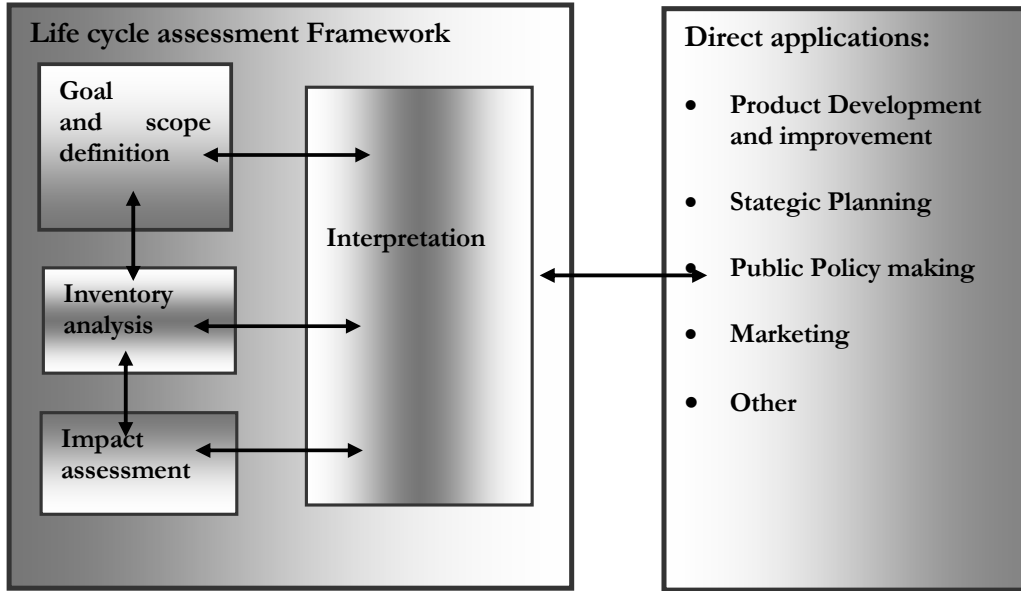 Life cycle assessment Framework
Goal
and scope
definition
Inventory
analysis
Impact
assessment
Interpretation
Direct applications:
• Product Development
and improvement
• Stategic Planning
• Public Policy making
• Marketing
• Other